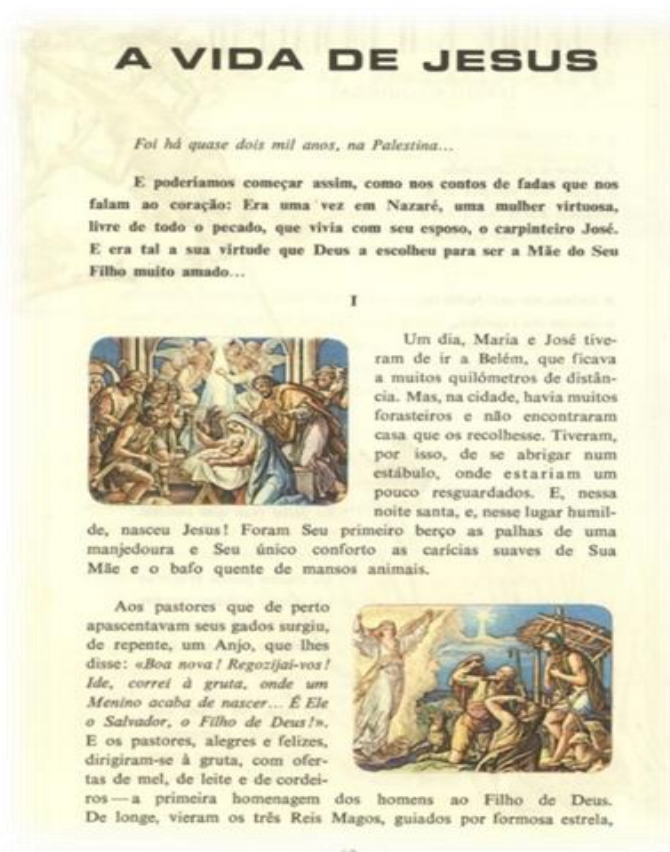 A VIDA DE JESUS
Foi há quase dois mil anos, na Palestina...
E poderíamos começar assim, como nos contos de fadas que nos
falam ao coração: Era uma vez em Nazaré, uma mulher virtuosa,
livre de todo o pecado, que vivia com seu esposo, o carpinteiro José.
E era tal a sua virtude que Deus a escolheu para ser a Mãe do Seu
Filho muito amado...
I
Um dia, Maria e José tive-
ram de ir a Belém, que ficava
a muitos quilómetros de distân-
cia. Mas, na cidade, havia muitos
forasteiros e não encontraram
casa que os recolhesse. Tiveram,
por isso, de se abrigar num
estábulo, onde estariam um
pouco resguardados. E, nessa
noite santa, e, nesse lugar humil-
de, nasceu Jesus! Foram Seu primeiro berço as palhas de uma
manjedoura e Seu único conforto as carícias suaves de Sua
Mãe e o bafo quente de mansos animais.
Aos pastores que de perto
apascentavam seus gados surgiu,
de repente, um Anjo, que lhes
disse: «Boa nova! Regozijai-vos!
Ide, correi à gruta, onde um
Menino acaba de nascer... É Ele
o Salvador, o Filho de Deus!».
E os pastores, alegres e felizes,
dirigiram-se à gruta, com ofer-
tas de mel, de leite e de cordei-
ros — a primeira homenagem dos homens ao Filho de Deus.
De longe, vieram os três Reis Magos, guiados por formosa estrela,